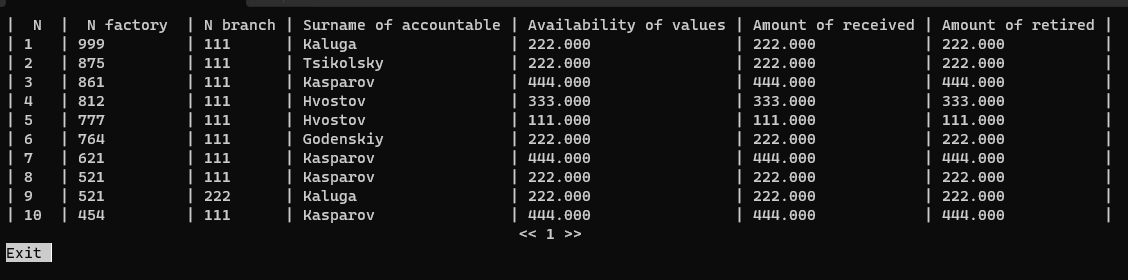 | N | N factory | N branch | Surname of accountable | Availability of values | Amount of received | Amount of retired |
| 1 | 999 | 111 | Kaluga | 222.000 | 222.000 | 222.000 |
| 2 | 875 | 111 | Tsikolsky | 222.000 | 222.000 | 222.000 |
| 3 | 861 | 111 | Kasparov | 444.000 | 444.000 | 444.000 |
| 4 | 812 | 111 | Hvostov | 333.000 | 333.000 | 333.000 |
| 5 | 777 | 111 | Hvostov | 111.000 | 111.000 | 111.000 |
| 6 | 764 | 111 | Godenskiy | 222.000 | 222.000 | 222.000 |
| 7 | 621 | 111 | Kasparov | 444.000 | 444.000 | 444.000 |
| 8 | 521 | 111 | Kasparov | 222.000 | 222.000 | 222.000 |
| 9 | 521 | 222 | Kaluga | 222.000 | 222.000 | 222.000 |
| 10 | 454 | 111 | Kasparov | 444.000 | 444.000 | 444.000 |
<< 1 >>
Exit